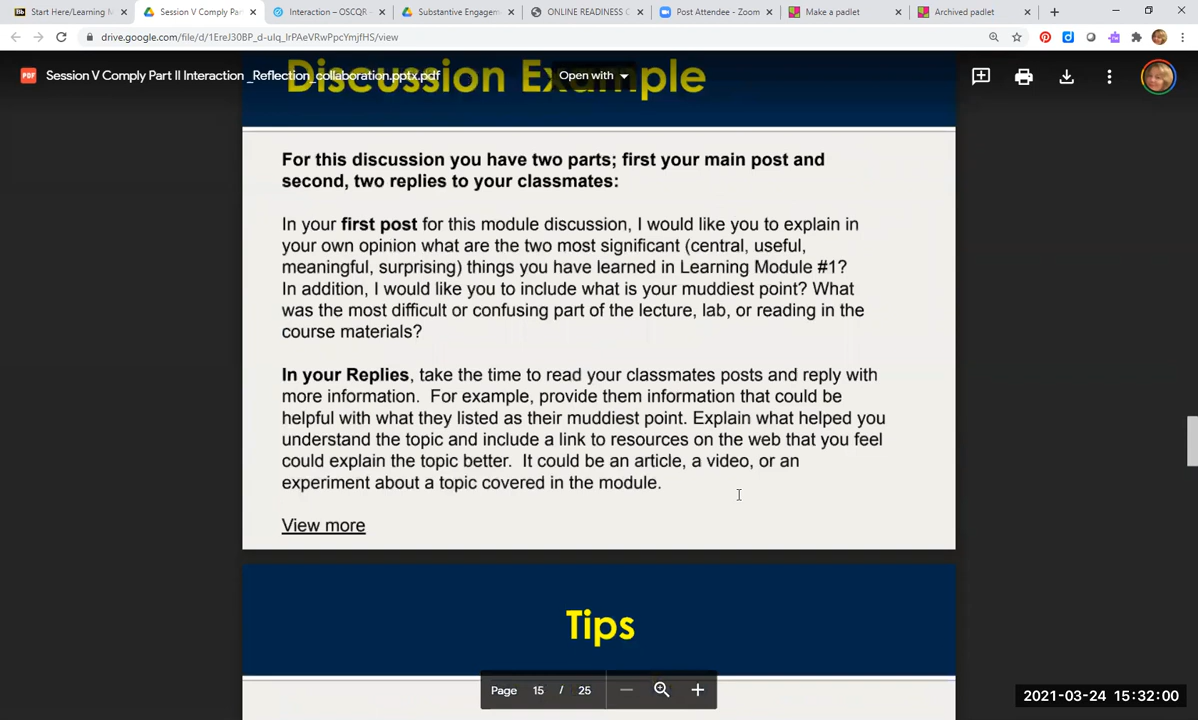 Start Here/Learning M
Session V Comply Part
Interaction – OSCQR -
Substantive Engagem
ONLINE READINESS C
Post Attendee - Zoom
Make a padlet
Archived padlet
drive.google.com/file/d/1EreJ30BP_d-uIq_IrPAeVRwPpcYmjfHS/view
Session V Comply Part II Interaction _Reflection_collaboration.pptx.pdf
Open with
Discussion Example
For this discussion you have two parts; first your main post and
second, two replies to your classmates:
In your first post for this module discussion, I would like you to explain in
your own opinion what are the two most significant (central, useful,
meaningful, surprising) things you have learned in Learning Module #1?
In addition, I would like you to include what is your muddiest point? What
was the most difficult or confusing part of the lecture, lab, or reading in the
course materials?
In your Replies, take the time to read your classmates posts and reply with
more information. For example, provide them information that could be
helpful with what they listed as their muddiest point. Explain what helped you
understand the topic and include a link to resources on the web that you feel
could explain the topic better. It could be an article, a video, or an
experiment about a topic covered in the module.
View more
Tips
Page 15 / 25
2021-03-24 15:32:00